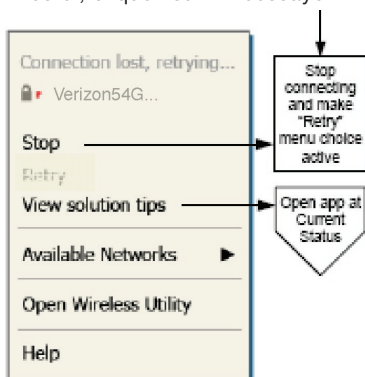 Connection lost, retrying...
Verizon54G...
Stop
Retry
View solution tips
Available Networks
Open Wireless Utility
Help
Stop
connecting
and make
"Retry"
menu choice
active
Open app at
Current
Status